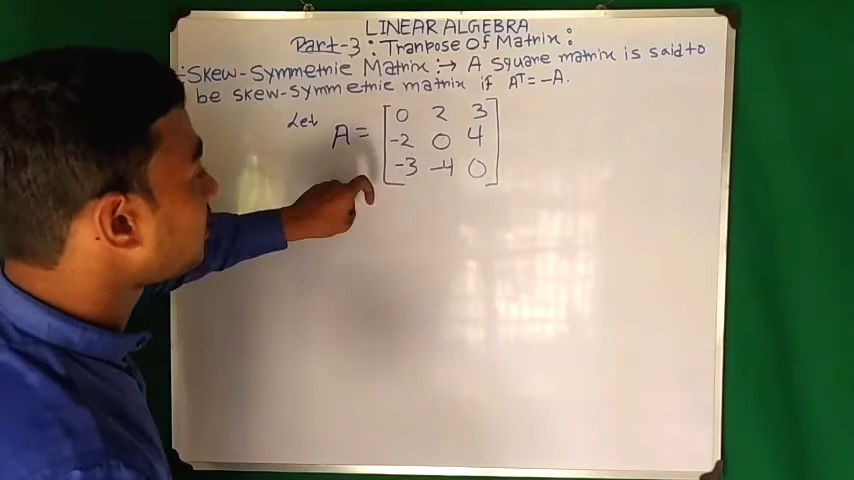 LINEAR ALGEBRA
Part-3 : Tranpose Of Matrix :
: Skew-Symmetric Matrix :→ A square matrix is said to
be skew-symmetric matrix if Aᵀ = -A.
Let A = [ 0 2 3
-2 0 4
-3 -4 0 ]